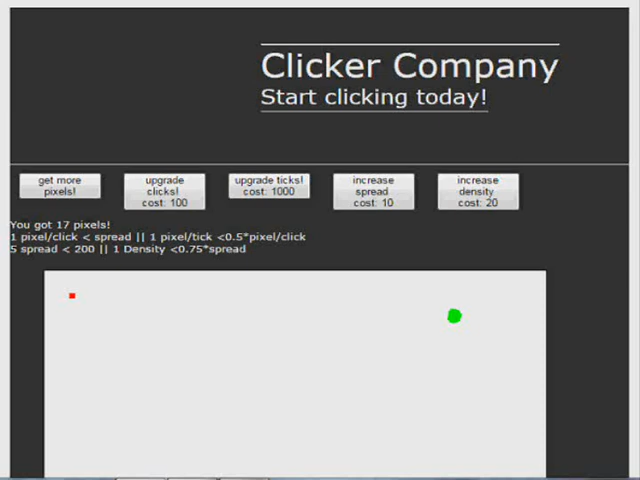 Clicker Company
Start clicking today!
get more
pixels!
upgrade
clicks!
cost: 100
upgrade ticks!
cost: 1000
increase
spread
cost: 10
increase
density
cost: 20
You got 17 pixels!
1 pixel/click < spread || 1 pixel/tick <0.5*pixel/click
5 spread < 200 || 1 Density <0.75*spread